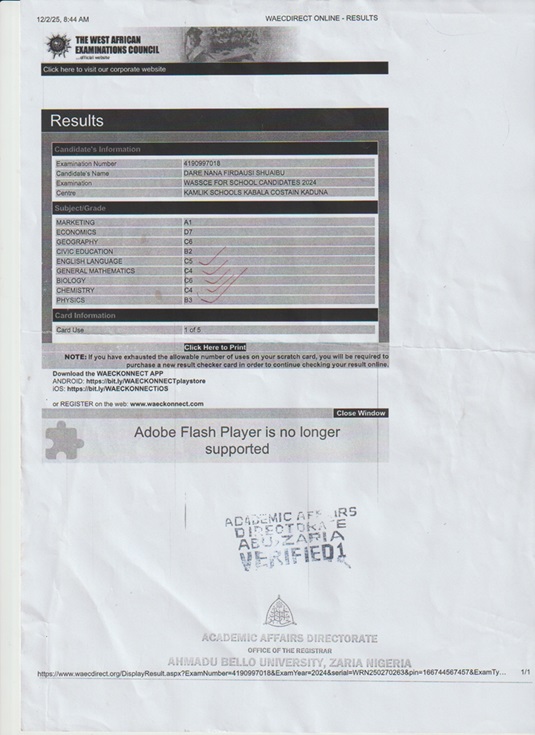 12/2/25, 8:44 AM WAECDIRECT ONLINE - RESULTS
THE WEST AFRICAN
EXAMINATIONS COUNCIL
Click here to visit our corporate website
Results
Candidate's Information
Examination Number 4190997018
Candidate's Name DARE NANA FIRDAUSI SHUAIBU
Examination WASSCE FOR SCHOOL CANDIDATES 2024
Centre KAMLIK SCHOOLS KABALA COSTAIN KADUNA
Subject/Grade
MARKETING A1
ECONOMICS D7
GEOGRAPHY C6
CIVIC EDUCATION B2
ENGLISH LANGUAGE C5
GENERAL MATHEMATICS C4
BIOLOGY C6
CHEMISTRY C4
PHYSICS B3
Card Information
Card Use 1 of 5
Click Here to Print
NOTE: If you have exhausted the allowable number of uses on your scratch card, you will be required to
purchase a new result checker card in order to continue checking your result online.
Download the WAECKONNECT APP
ANDROID: https://bit.ly/WAECKONNECTplaystore
iOS: https://bit.ly/WAECKONNECTiOS
or REGISTER on the web: www.waeckonnect.com
Close Window
Adobe Flash Player is no longer
supported
ACADEMIC AFFAIRS
DIRECTORATE
ABU-ZARIA
VERIFIED1
ACADEMIC AFFAIRS DIRECTORATE
OFFICE OF THE REGISTRAR
AHMADU BELLO UNIVERSITY, ZARIA NIGERIA
https://www.waecdirect.org/DisplayResult.aspx?ExamNumber=4190997018&ExamYear=2024&serial=WRN250270263&pin=166744567457&ExamTy... 1/1